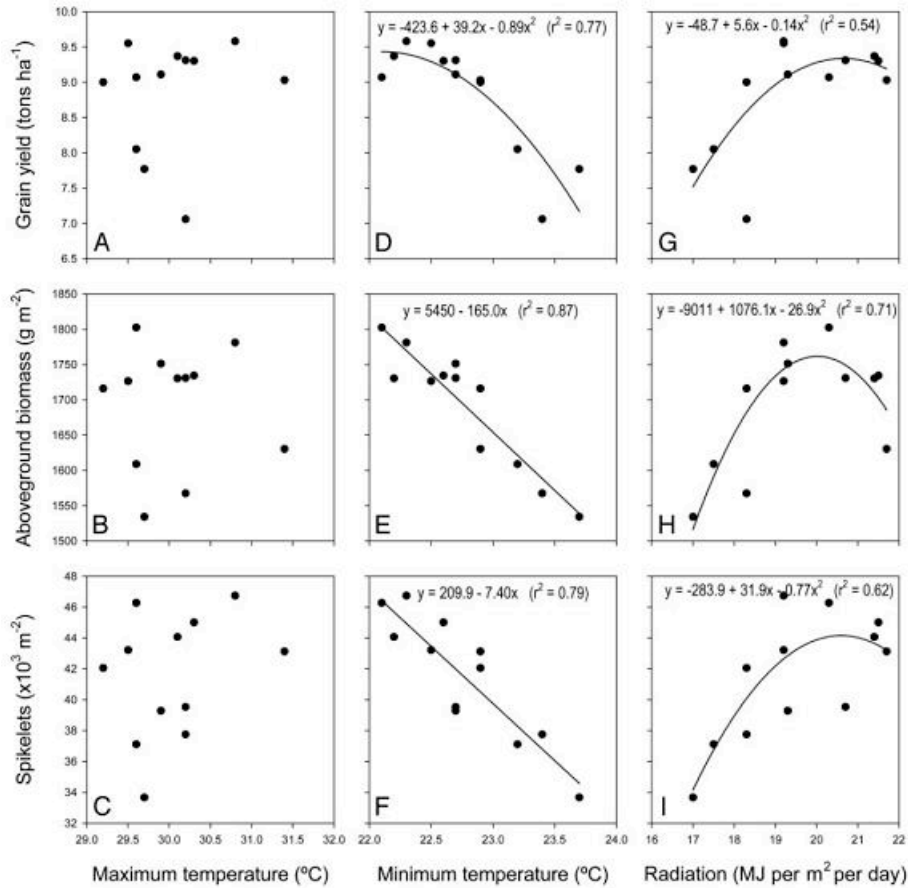 Grain yield (tons ha⁻¹)
10.0
9.5
9.0
8.5
8.0
7.5
7.0
6.5
A
y = -423.6 + 39.2x - 0.89x² (r² = 0.77)
D
y = -48.7 + 5.6x - 0.14x² (r² = 0.54)
G
Aboveground biomass (g m⁻²)
1850
1800
1750
1700
1650
1600
1550
1500
B
y = 5450 - 165.0x (r² = 0.87)
E
y = -9011 + 1076.1x - 26.9x² (r² = 0.71)
H
Spikelets (x10³ m⁻²)
48
46
44
42
40
38
36
34
32
C
y = 209.9 - 7.40x (r² = 0.79)
F
y = -283.9 + 31.9x - 0.77x² (r² = 0.62)
I
29.0 29.5 30.0 30.5 31.0 31.5 32.0
22.0 22.5 23.0 23.5 24.0
16 17 18 19 20 21 22
Maximum temperature (ºC)
Minimum temperature (ºC)
Radiation (MJ per m² per day)